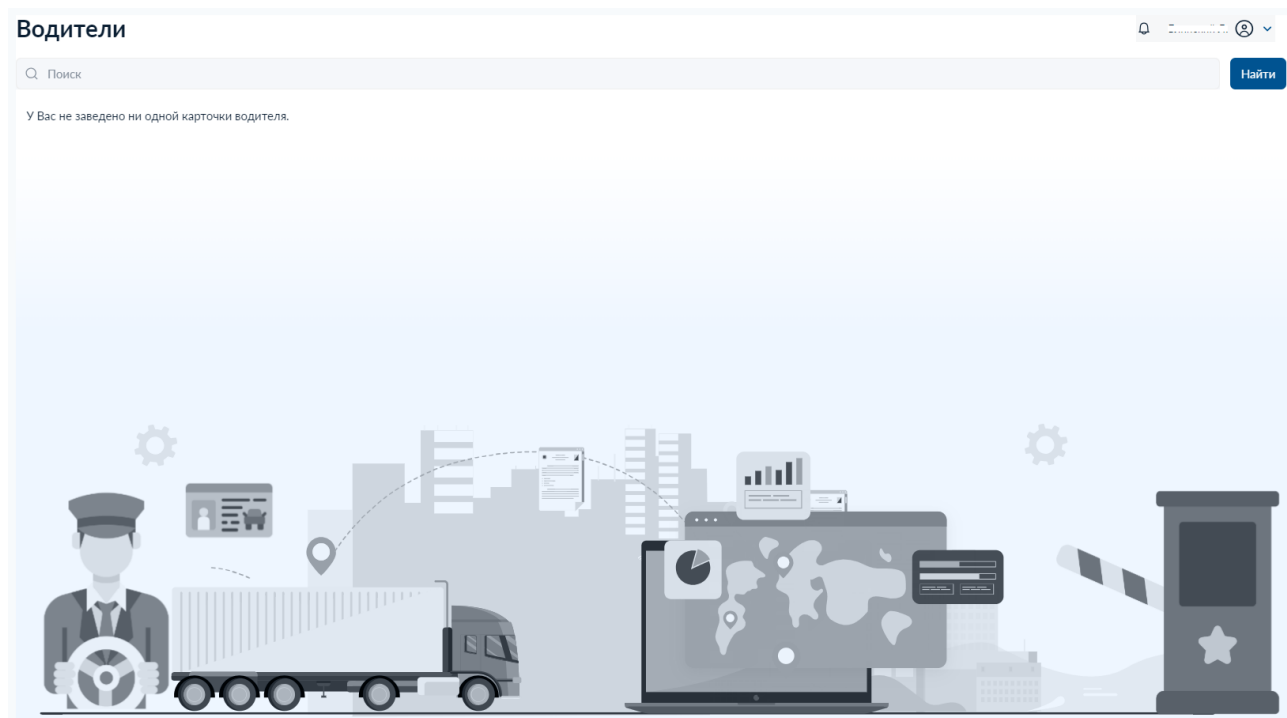 Водители
Поиск
Найти
У Вас не заведено ни одной карточки водителя.